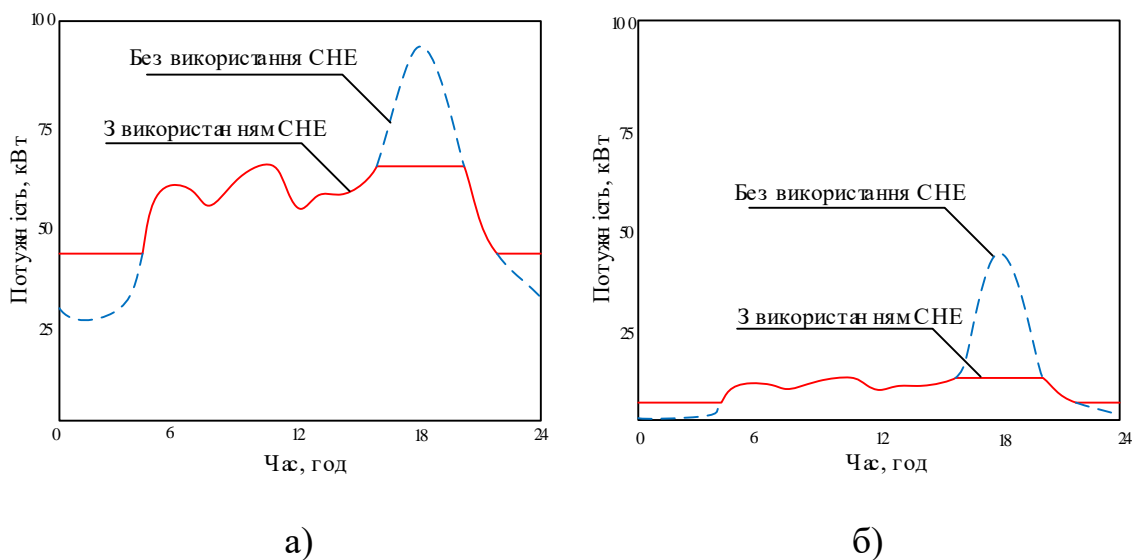 100
Без використання СНЕ
75
З використанням СНЕ
50
25
Потужність, кВт
0
6
12
18
24
Час, год
а)
100
75
Без використання СНЕ
50
З використанням СНЕ
25
Потужність, кВт
0
6
12
18
24
Час, год
б)